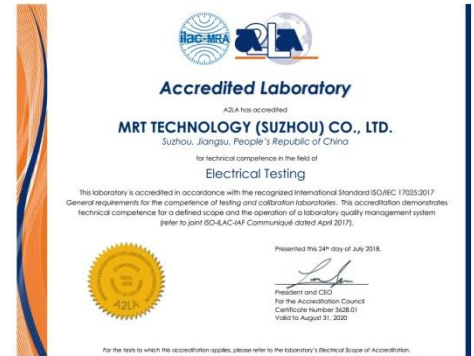 ilac-MRA
A2LA
Accredited Laboratory
A2LA has accredited
MRT TECHNOLOGY (SUZHOU) CO., LTD.
Suzhou, Jiangsu, People's Republic of China
for technical competence in the field of
Electrical Testing
This laboratory is accredited in accordance with the recognized International Standard ISO/IEC 17025:2017
General requirements for the competence of testing and calibration laboratories. This accreditation demonstrates
technical competence for a defined scope and the operation of a laboratory quality management system
(refer to joint ISO-ILAC-IAF Communiqué dated April 2017).
Presented this 24th day of July 2018.
President and CEO
For the Accreditation Council
Certificate Number 3628.01
Valid to August 31, 2020
CORPORATE
SEAL
1978
A2LA
For the tests to which this accreditation applies, please refer to the laboratory's Electrical Scope of Accreditation.